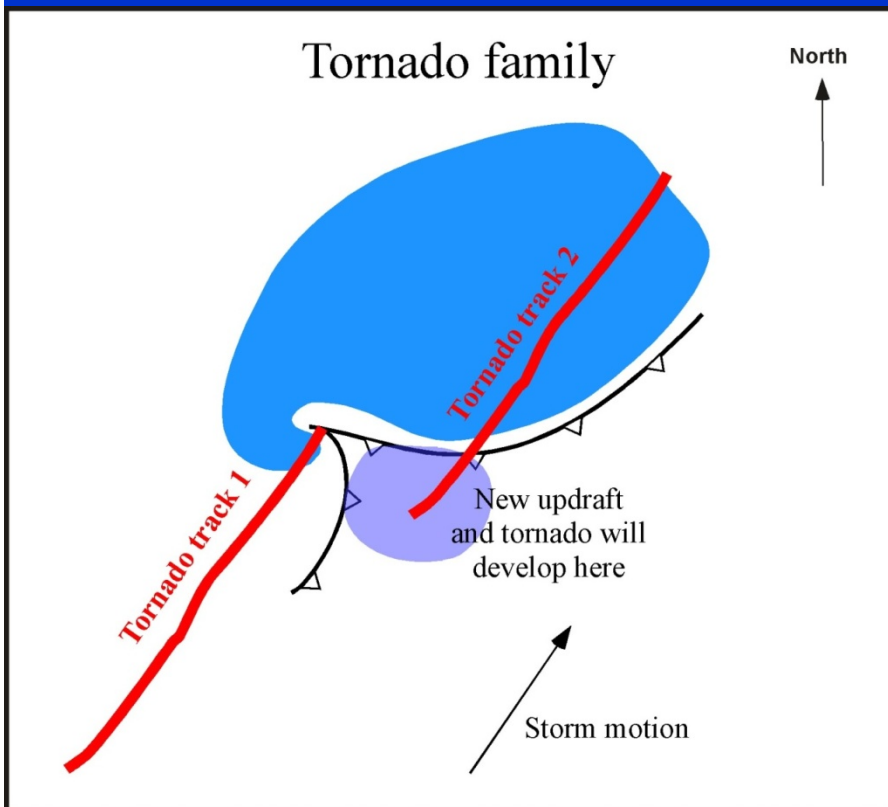 Tornado family
North
Tornado track 2
Tornado track 1
New updraft
and tornado will
develop here
Storm motion